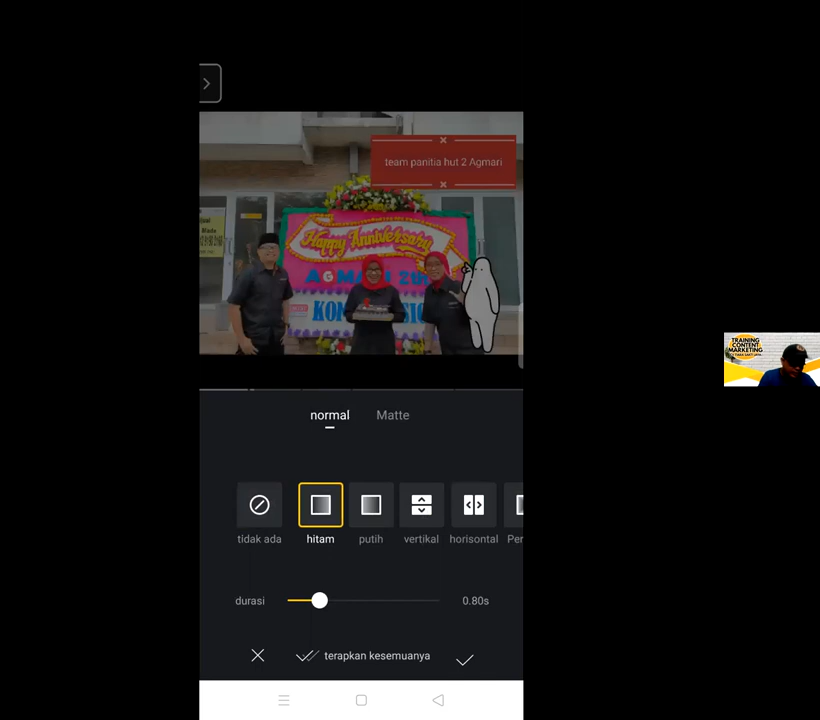 team panitia hut 2 Agmari
Happy Anniversary
normal
Matte
tidak ada
hitam
putih
vertikal
horisontal
Per
durasi
0.80s
terapkan kesemuanya
TRAINING
CONTENT
MARKETING